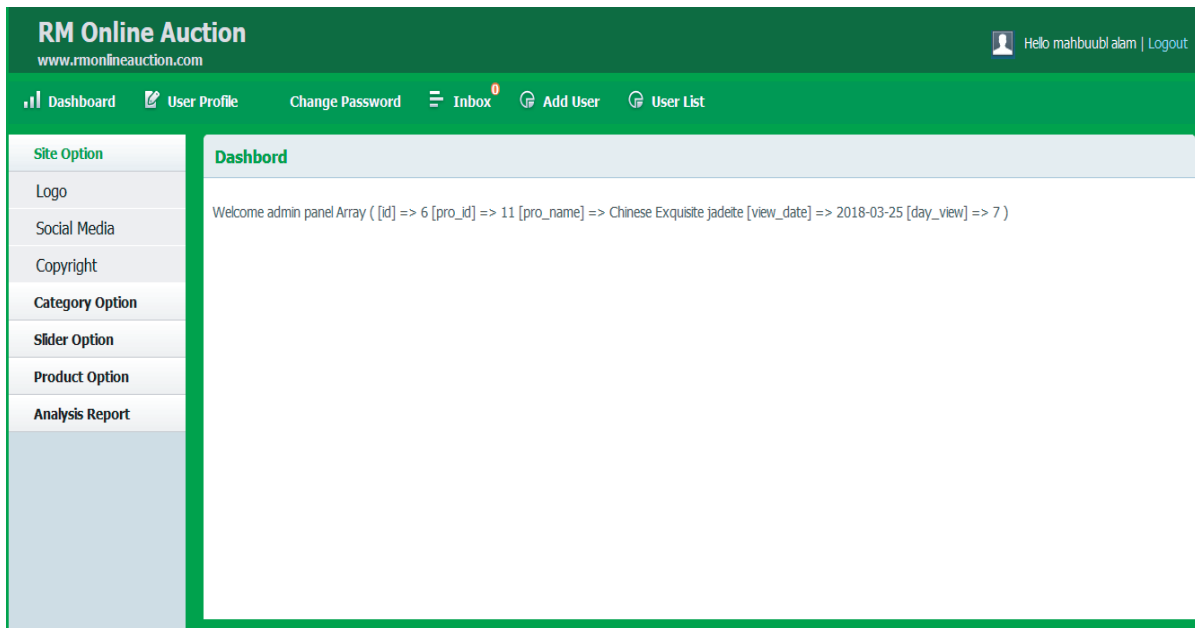 RM Online Auction
www.rmonlineauction.com
Hello mahbuubl alam | Logout
Dashboard User Profile Change Password Inbox 0 Add User User List
Site Option
Logo
Social Media
Copyright
Category Option
Slider Option
Product Option
Analysis Report
Dashbord
Welcome admin panel Array ( [id] => 6 [pro_id] => 11 [pro_name] => Chinese Exquisite jadeite [view_date] => 2018-03-25 [day_view] => 7 )